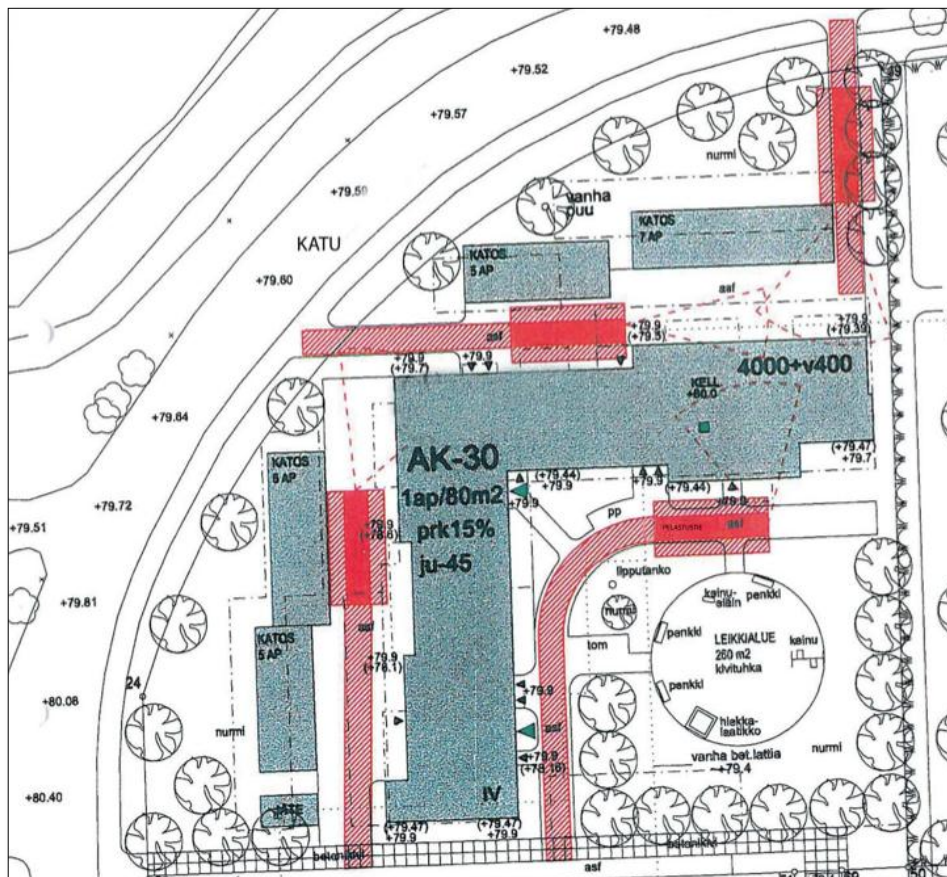 +79.48
+79.52
+79.57
+79.59
nurmi
vanha
puu
KATU
KATOS
5 AP
KATOS
7 AP
+79.60
asf
asf
+79.9
(+79.5)
+79.9
(+79.39)
+79.9
(+79.7)
+79.9
4000+v400
KELL
+80.0
+79.64
AK-30
1ap/80m2
prk15%
ju-45
(+79.47)
+79.7
(+79.44)
+79.9
(+79.44)
+79.9
+79.9
KATOS
6 AP
+79.72
+79.51
+79.9
PP
PELASTUSTIE
asf
lipputanko
nurmi
kainu-
alain
penkki
+79.81
penkki
LEIKKIALUE
260 m2
kivituhka
keinu
tom
KATOS
5 AP
asf
+79.9
(+78.1)
24
+80.08
+79.9
penkki
hiekka-
laatikko
asf
nurmi
vanha bet.lattia
+79.4
nurmi
+79.9
(+78.16)
+80.40
JÄTE
IV
(+79.47)
+79.9
(+79.47)
+79.9
betonikivi
betonikivi
asf